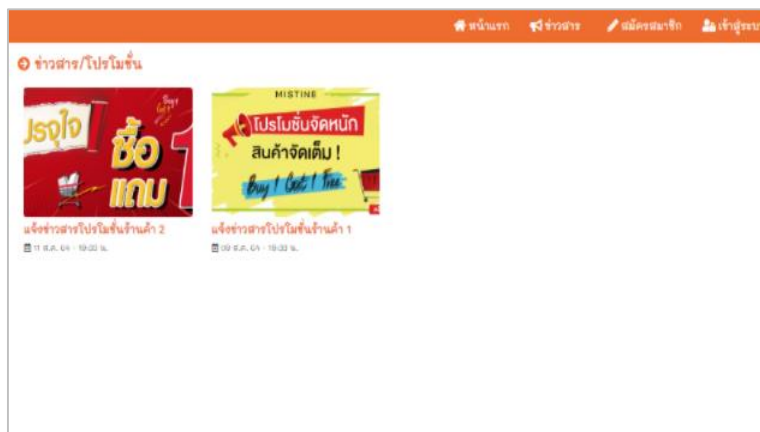 หน้าแรก ข่าวสาร สมัครสมาชิก เข้าสู่ระบบ
ข่าวสาร/โปรโมชั่น
ซื้อ
แถม
MISTINE
โปรโมชั่นจัดหนัก
สินค้าจัดเต็ม !
Buy 1 Get 1 Free
แจ้งข่าวสารโปรโมชั่นร้านค้า 2
แจ้งข่าวสารโปรโมชั่นร้านค้า 1